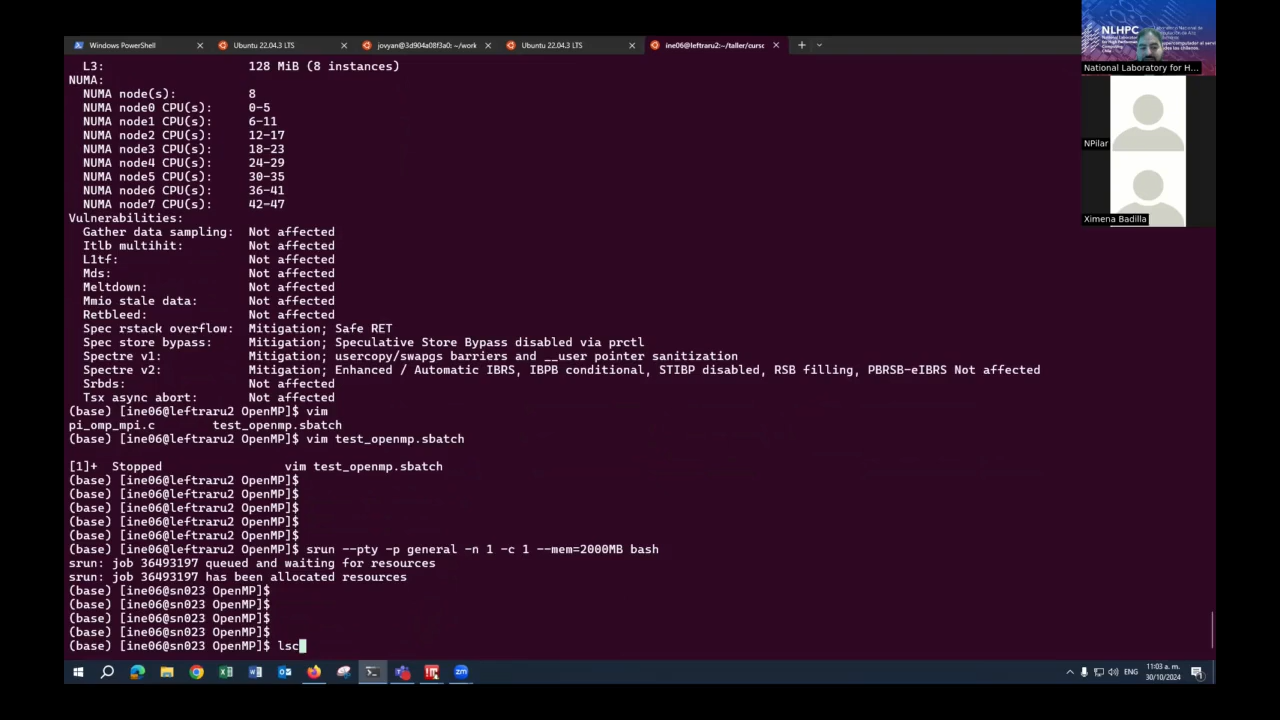 Windows PowerShell
Ubuntu 22.04.3 LTS
jovyan@3d904a08f3a0: ~/work
Ubuntu 22.04.3 LTS
ine06@leftraru2:~/taller/curso
L3: 128 MiB (8 instances)
NUMA:
NUMA node(s): 8
NUMA node0 CPU(s): 0-5
NUMA node1 CPU(s): 6-11
NUMA node2 CPU(s): 12-17
NUMA node3 CPU(s): 18-23
NUMA node4 CPU(s): 24-29
NUMA node5 CPU(s): 30-35
NUMA node6 CPU(s): 36-41
NUMA node7 CPU(s): 42-47
Vulnerabilities:
Gather data sampling: Not affected
Itlb multihit: Not affected
L1tf: Not affected
Mds: Not affected
Meltdown: Not affected
Mmio stale data: Not affected
Retbleed: Not affected
Spec rstack overflow: Mitigation; Safe RET
Spec store bypass: Mitigation; Speculative Store Bypass disabled via prctl
Spectre v1: Mitigation; usercopy/swapgs barriers and __user pointer sanitization
Spectre v2: Mitigation; Enhanced / Automatic IBRS, IBPB conditional, STIBP disabled, RSB filling, PBRSB-eIBRS Not affected
Srbds: Not affected
Tsx async abort: Not affected
(base) [ine06@leftraru2 OpenMP]$ vim
pi_omp_mpi.c test_openmp.sbatch
(base) [ine06@leftraru2 OpenMP]$ vim test_openmp.sbatch
[1]+ Stopped vim test_openmp.sbatch
(base) [ine06@leftraru2 OpenMP]$
(base) [ine06@leftraru2 OpenMP]$
(base) [ine06@leftraru2 OpenMP]$
(base) [ine06@leftraru2 OpenMP]$
(base) [ine06@leftraru2 OpenMP]$
(base) [ine06@leftraru2 OpenMP]$ srun --pty -p general -n 1 -c 1 --mem=2000MB bash
srun: job 36493197 queued and waiting for resources
srun: job 36493197 has been allocated resources
(base) [ine06@sn023 OpenMP]$
(base) [ine06@sn023 OpenMP]$
(base) [ine06@sn023 OpenMP]$
(base) [ine06@sn023 OpenMP]$
(base) [ine06@sn023 OpenMP]$ lsc
NLHPC
National Laboratory for H...
NPilar
Ximena Badilla
ENG
11:03 a. m.
30/10/2024